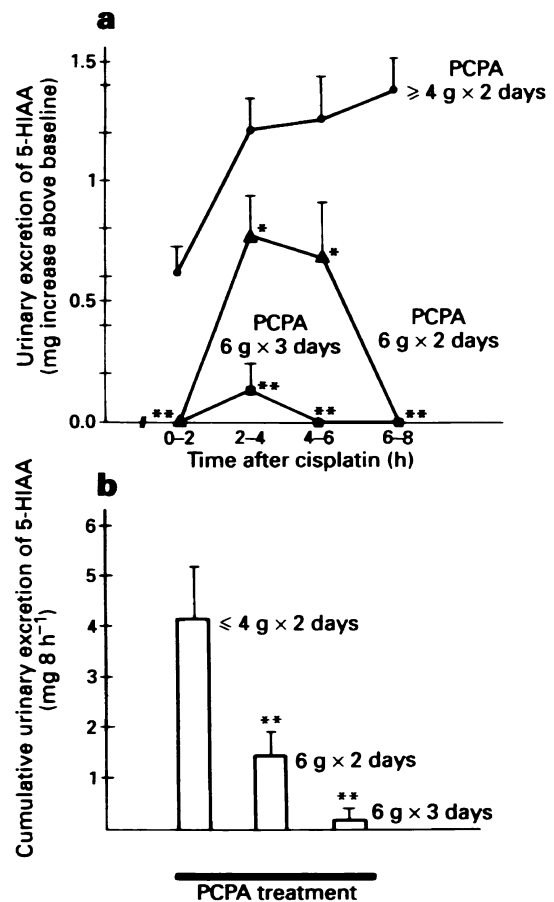 a
Urinary excretion of 5-HIAA
(mg increase above baseline)
1.5
1
0.5
0.0
PCPA
⩾ 4 g × 2 days
*
*
PCPA
6 g × 3 days
PCPA
6 g × 2 days
**
**
**
**
0–2
2–4
4–6
6–8
Time after cisplatin (h)
b
Cumulative urinary excretion of 5-HIAA
(mg 8 h⁻¹)
6
5
4
3
2
1
⩽ 4 g × 2 days
**
6 g × 2 days
**
6 g × 3 days
PCPA treatment